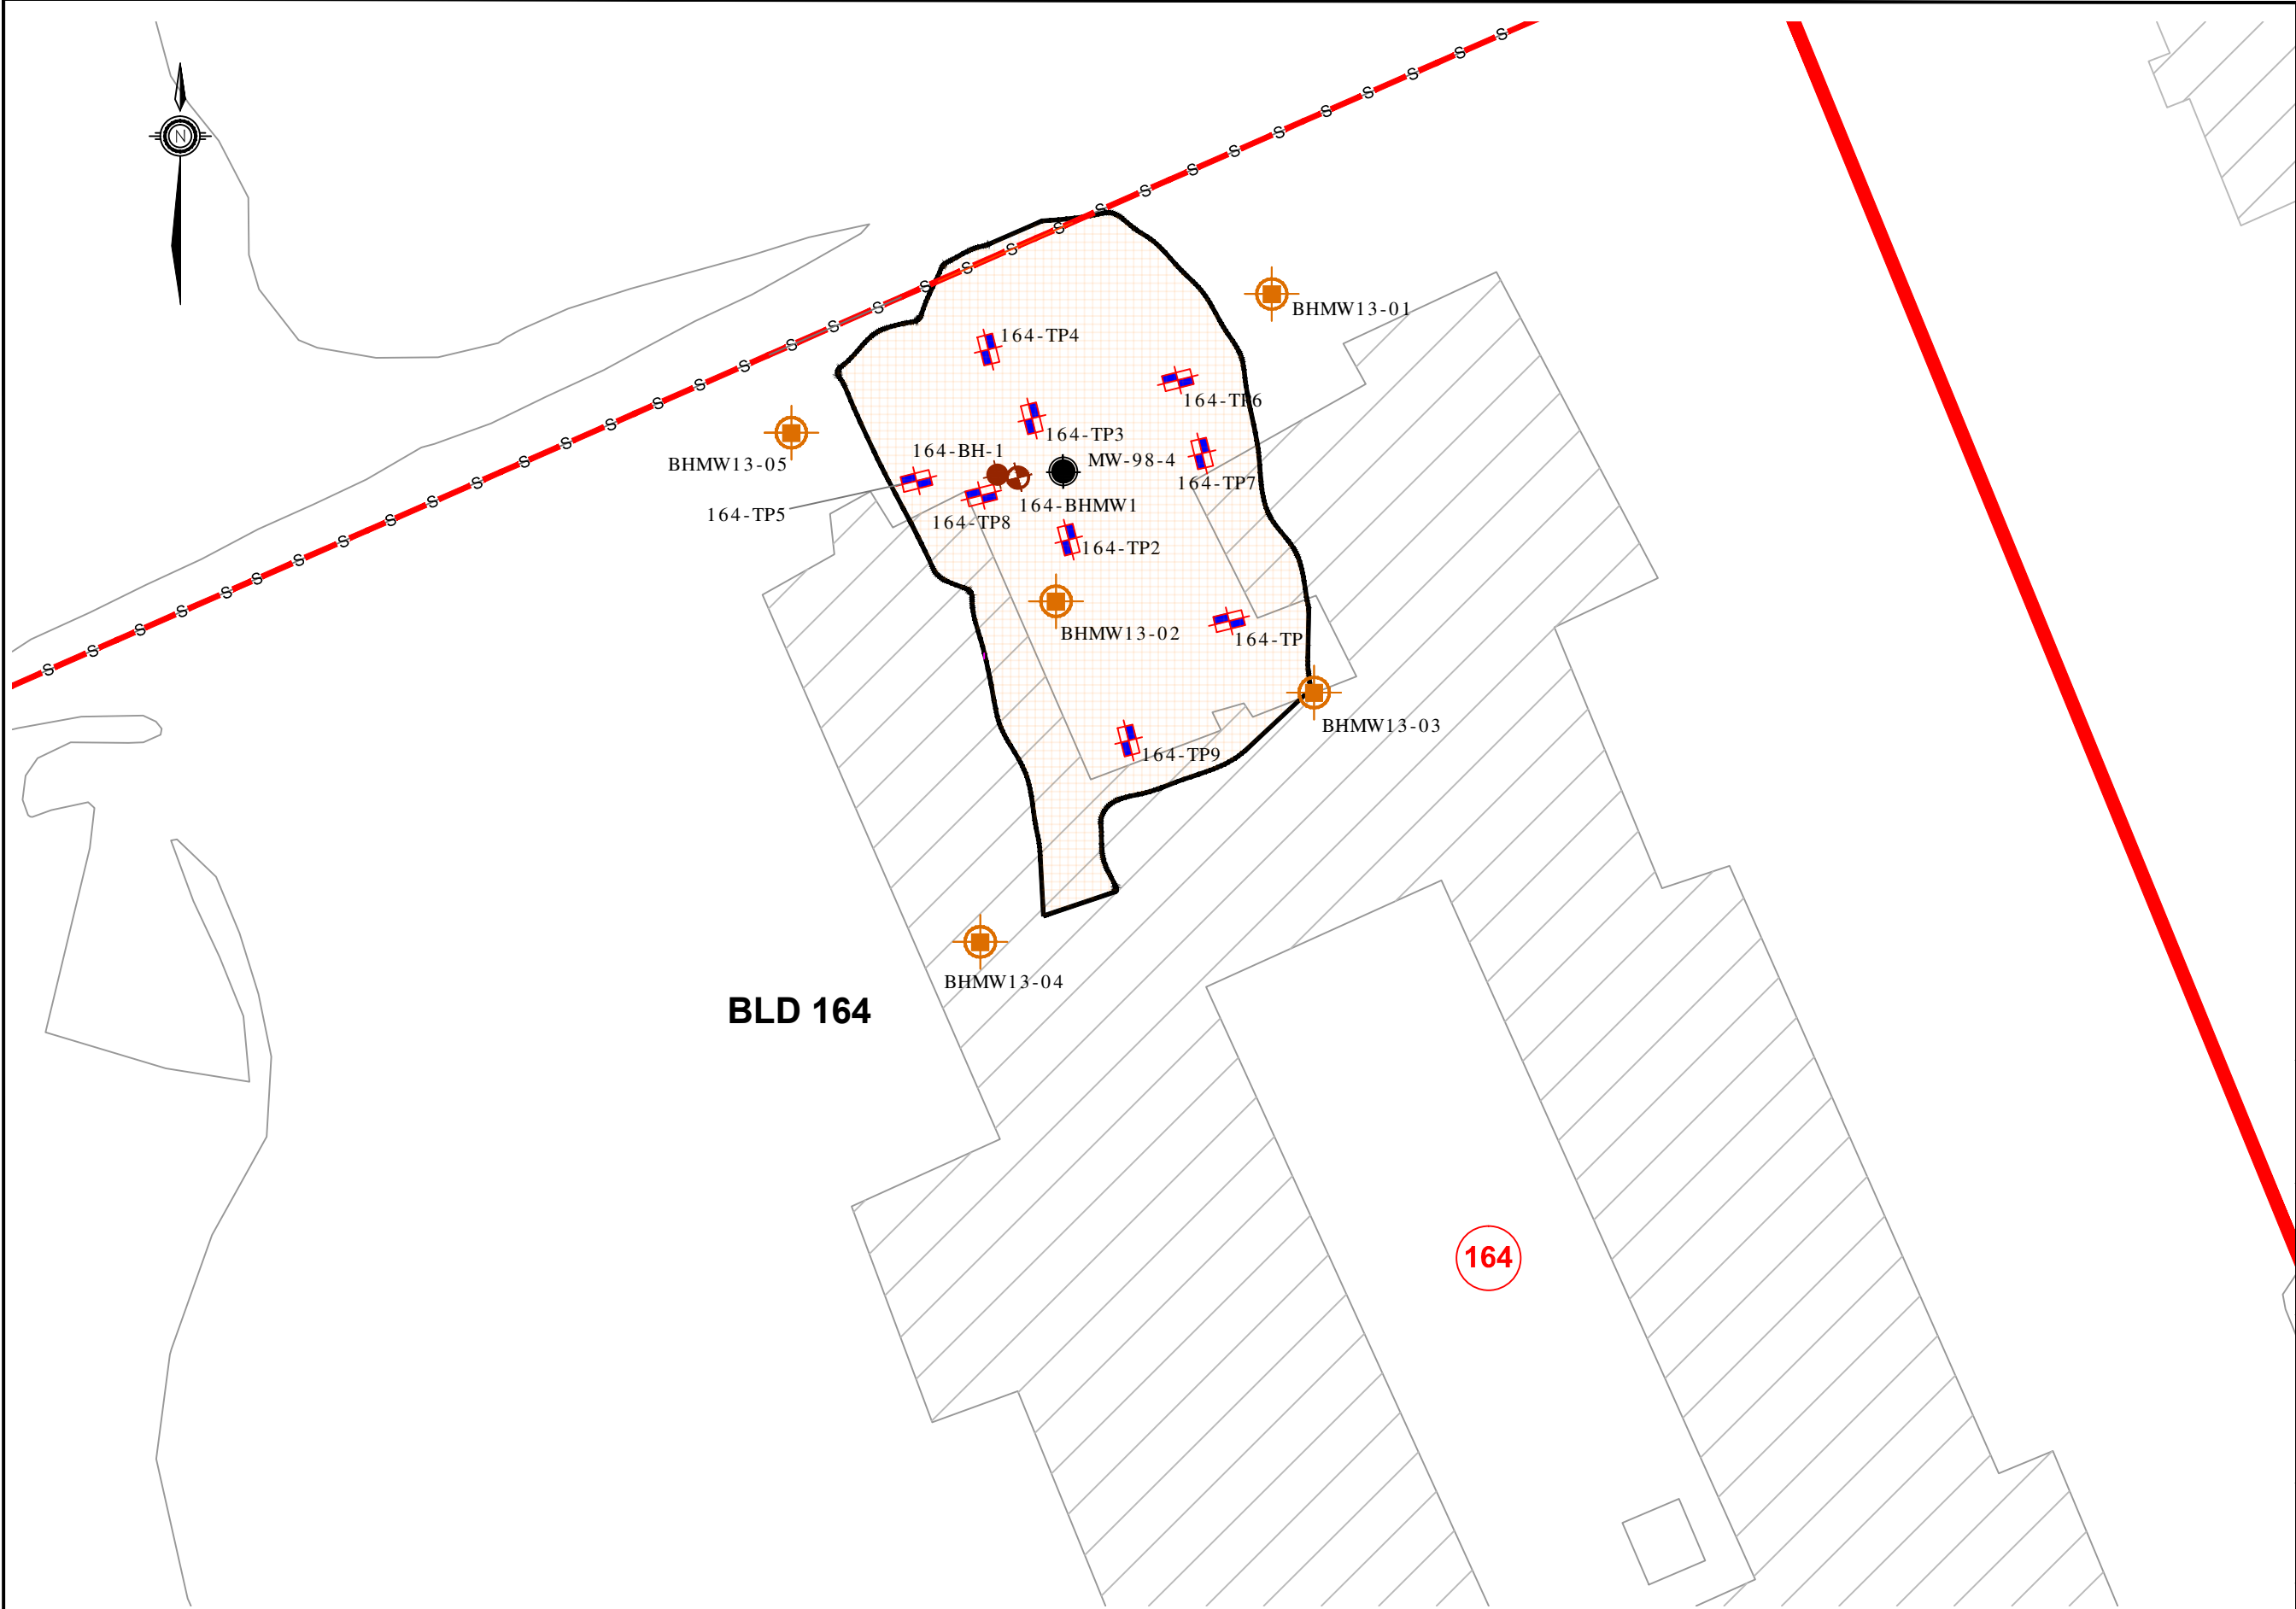 N
BHMW13-01
164-TP4
164-TP6
164-TP3
164-BH-1
MW-98-4
BHMW13-05
164-TP7
164-BHMW1
164-TP5
164-TP8
164-TP2
BHMW13-02
164-TP
BHMW13-03
164-TP9
BHMW13-04
BLD 164
164
S S S S S S S S S S S S S S S S S S S S S S S S S S S S S S S S S